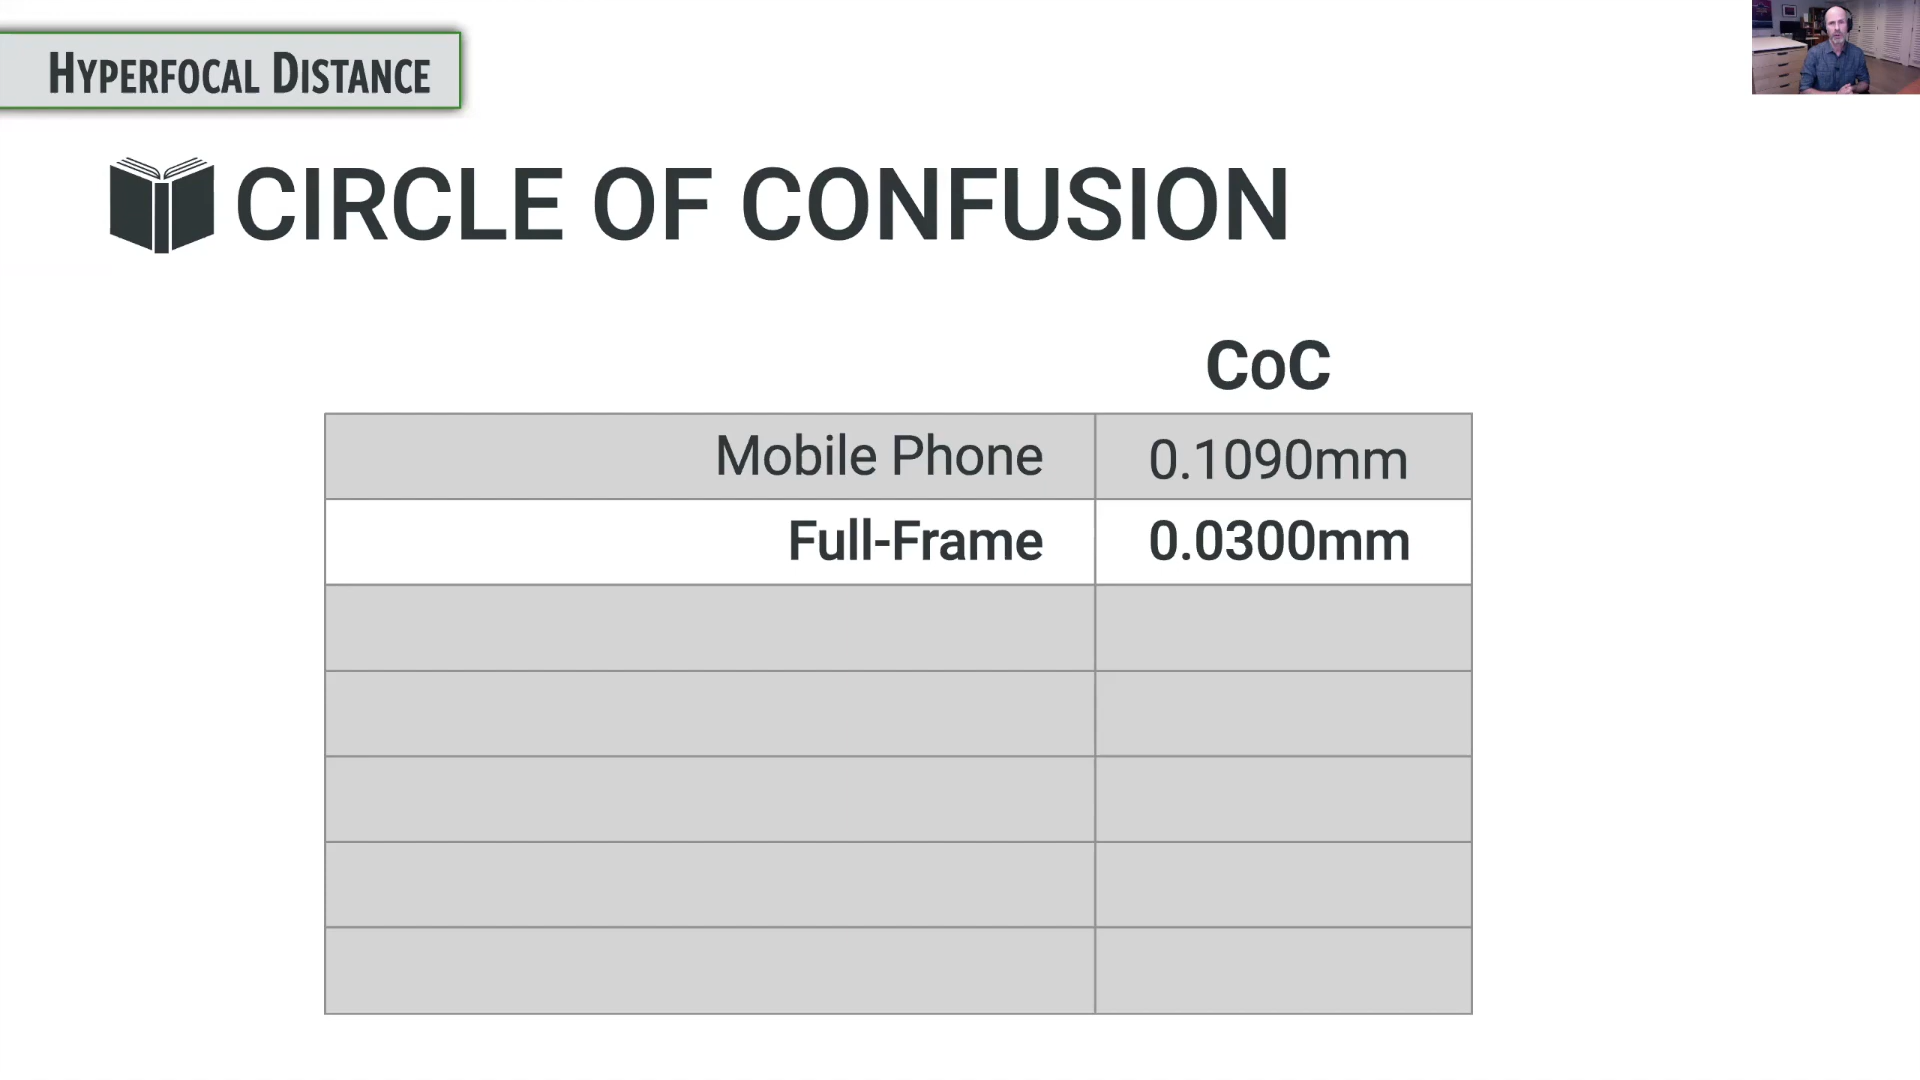 HYPERFOCAL DISTANCE
CIRCLE OF CONFUSION
CoC
Mobile Phone 0.1090mm
Full-Frame 0.0300mm